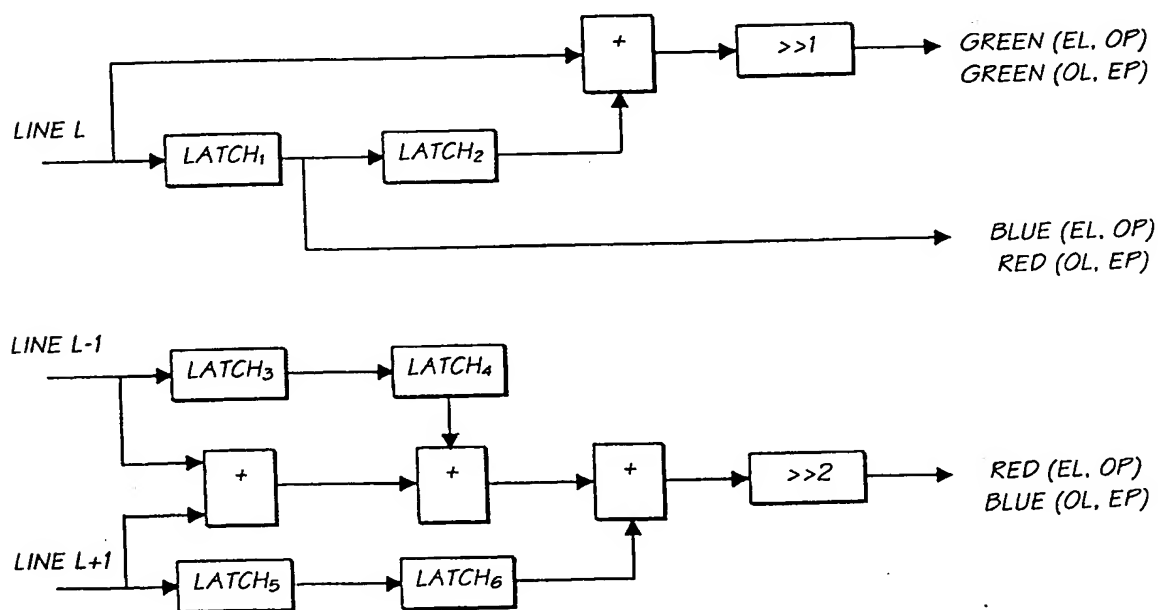 +
>>1
GREEN (EL, OP)
GREEN (OL, EP)
LINE L
LATCH₁
LATCH₂
BLUE (EL, OP)
RED (OL, EP)
LINE L-1
LATCH₃
LATCH₄
+
+
+
>>2
RED (EL, OP)
BLUE (OL, EP)
LINE L+1
LATCH₅
LATCH₆